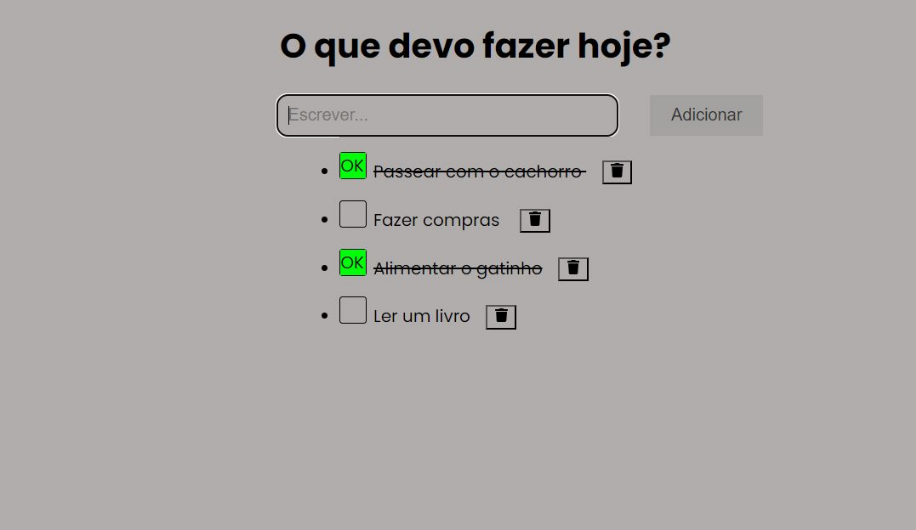 O que devo fazer hoje?
Escrever... Adicionar
OK Passear com o cachorro
Fazer compras
OK Alimentar o gatinho
Ler um livro